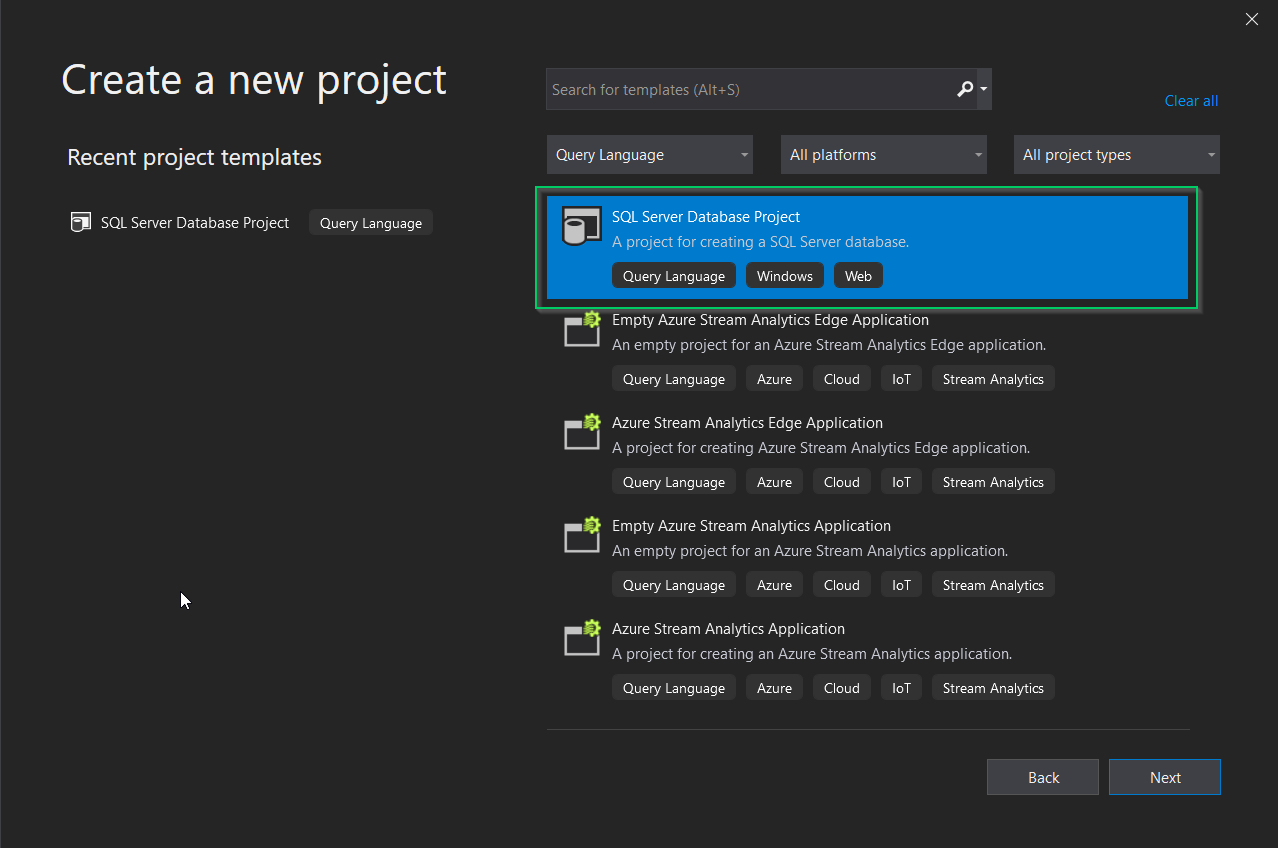 Create a new project
Recent project templates
SQL Server Database Project Query Language
Search for templates (Alt+S)
Clear all
Query Language All platforms All project types
SQL Server Database Project
A project for creating a SQL Server database.
Query Language Windows Web
Empty Azure Stream Analytics Edge Application
An empty project for an Azure Stream Analytics Edge application.
Query Language Azure Cloud IoT Stream Analytics
Azure Stream Analytics Edge Application
A project for creating Azure Stream Analytics Edge application.
Query Language Azure Cloud IoT Stream Analytics
Empty Azure Stream Analytics Application
An empty project for an Azure Stream Analytics application.
Query Language Azure Cloud IoT Stream Analytics
Azure Stream Analytics Application
A project for creating an Azure Stream Analytics application.
Query Language Azure Cloud IoT Stream Analytics
Back Next